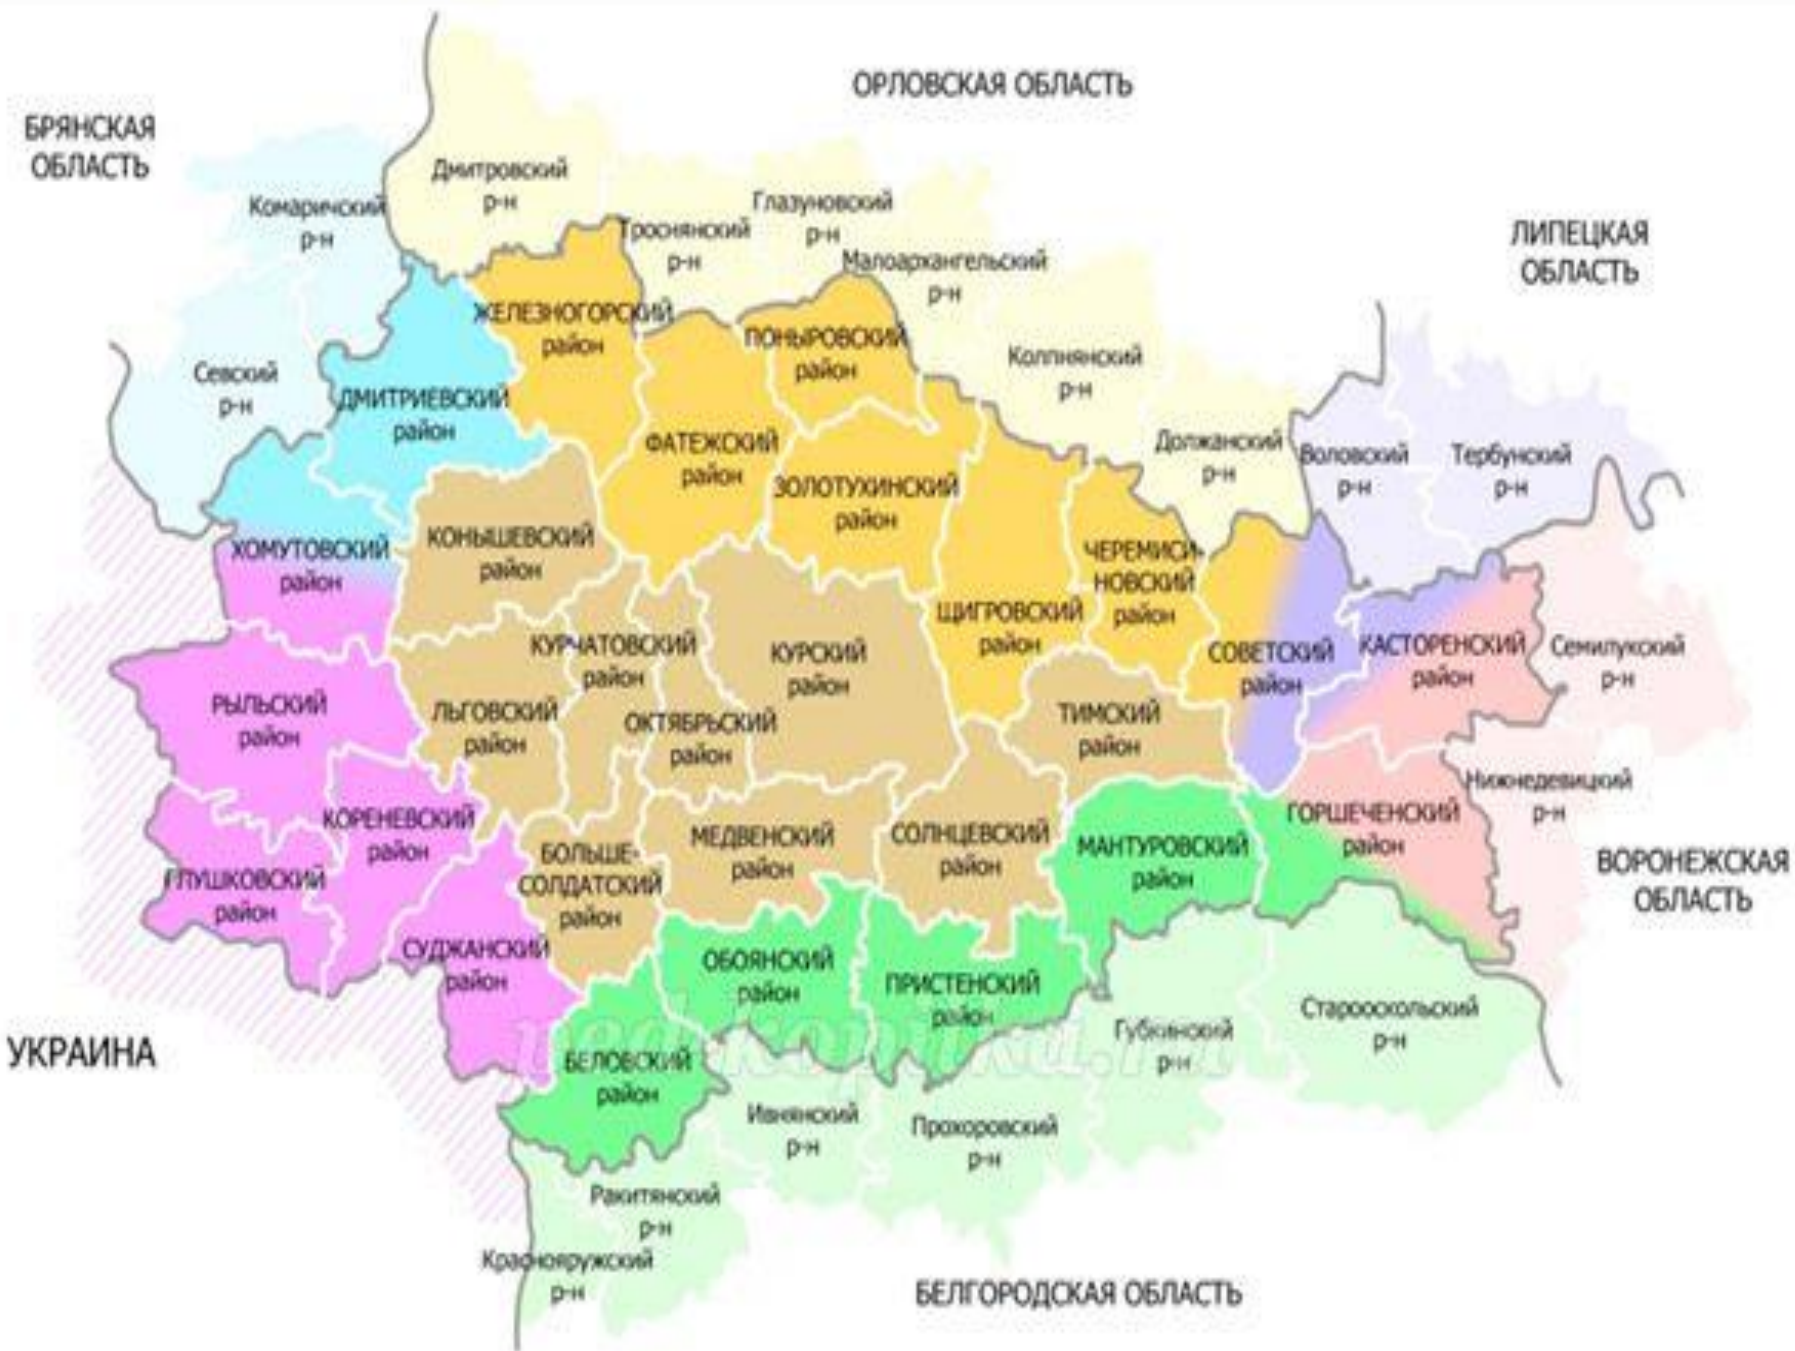 ОРЛОВСКАЯ ОБЛАСТЬ
БРЯНСКАЯ
ОБЛАСТЬ
Дмитровский
р-н
Комаричский
р-н
Глазуновский
р-н
Троснянский
р-н
Малоархангельский
р-н
ЛИПЕЦКАЯ
ОБЛАСТЬ
ЖЕЛЕЗНОГОРСКИЙ
район
ПОНЫРОВСКИЙ
район
Колпнянский
р-н
Севский
р-н
ДМИТРИЕВСКИЙ
район
ФАТЕЖСКИЙ
район
Должанский
р-н
Воловский
р-н
Тербунский
р-н
ЗОЛОТУХИНСКИЙ
район
КОНЫШЕВСКИЙ
район
ХОМУТОВСКИЙ
район
ЧЕРЕМИСИ-
НОВСКИЙ
район
ЩИГРОВСКИЙ
район
КУРЧАТОВСКИЙ
район
КУРСКИЙ
район
СОВЕТСКИЙ
район
КАСТОРЕНСКИЙ
район
Семилукский
р-н
РЫЛЬСКИЙ
район
ЛЬГОВСКИЙ
район
ОКТЯБРЬСКИЙ
район
ТИМСКИЙ
район
Нижнедевицкий
р-н
КОРЕНЕВСКИЙ
район
МЕДВЕНСКИЙ
район
СОЛНЦЕВСКИЙ
район
МАНТУРОВСКИЙ
район
ГОРШЕЧЕНСКИЙ
район
БОЛЬШЕ-
СОЛДАТСКИЙ
район
ВОРОНЕЖСКАЯ
ОБЛАСТЬ
ГЛУШКОВСКИЙ
район
СУДЖАНСКИЙ
район
ОБОЯНСКИЙ
район
ПРИСТЕНСКИЙ
район
Старооскольский
р-н
Губкинский
р-н
УКРАИНА
БЕЛОВСКИЙ
район
Ивнянский
р-н
Прохоровский
р-н
Ракитянский
р-н
Краснояружский
р-н
БЕЛГОРОДСКАЯ ОБЛАСТЬ